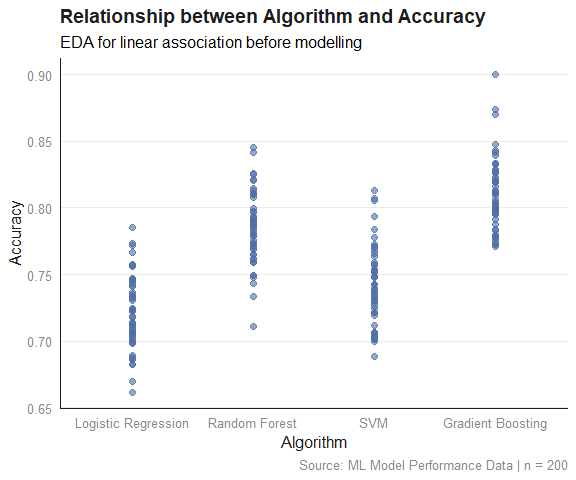 Relationship between Algorithm and Accuracy
EDA for linear association before modelling
Accuracy
0.90
0.85
0.80
0.75
0.70
0.65
Logistic Regression Random Forest SVM Gradient Boosting
Algorithm
Source: ML Model Performance Data | n = 200